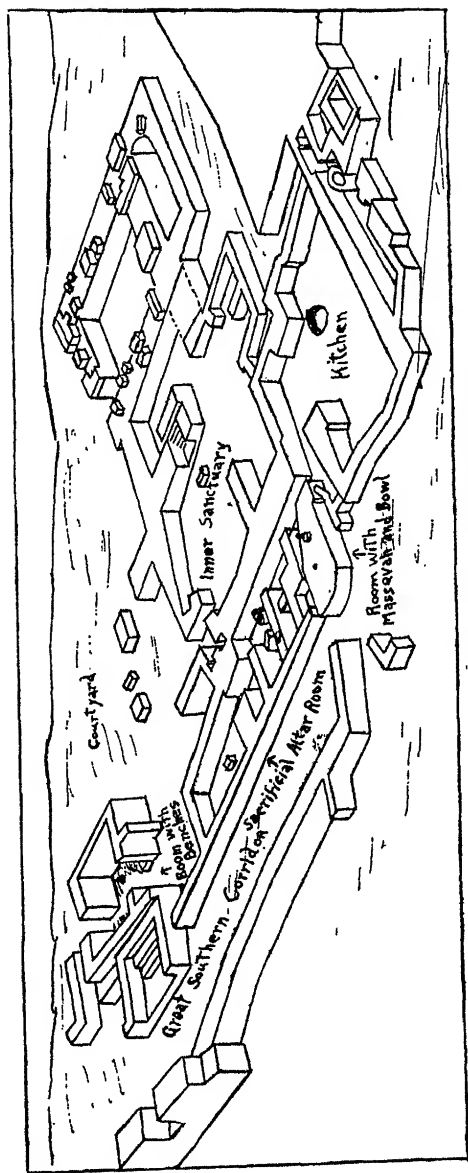 Courtyard
Room with
Benches
Great Southern Corridor
Sacrificial Altar Room
Inner Sanctuary
Room with
Massevah and Bowl
Kitchen